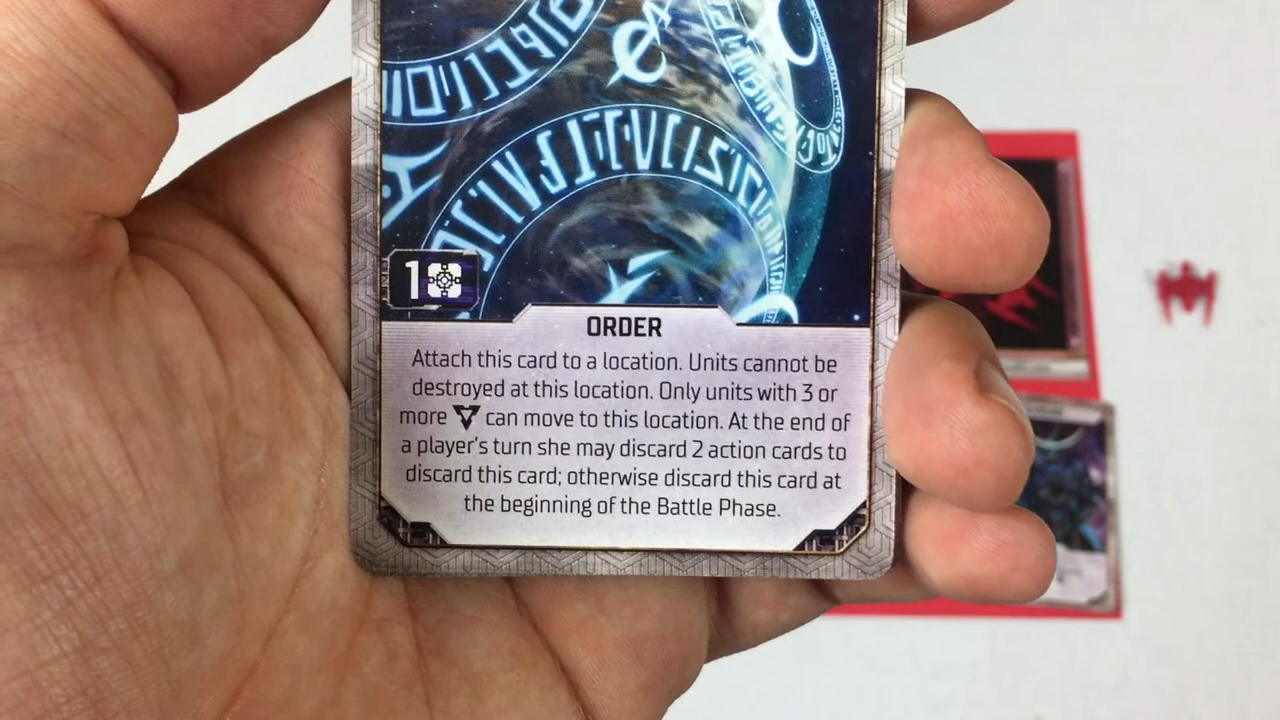 1
ORDER
Attach this card to a location. Units cannot be
destroyed at this location. Only units with 3 or
more can move to this location. At the end of
a player's turn she may discard 2 action cards to
discard this card; otherwise discard this card at
the beginning of the Battle Phase.